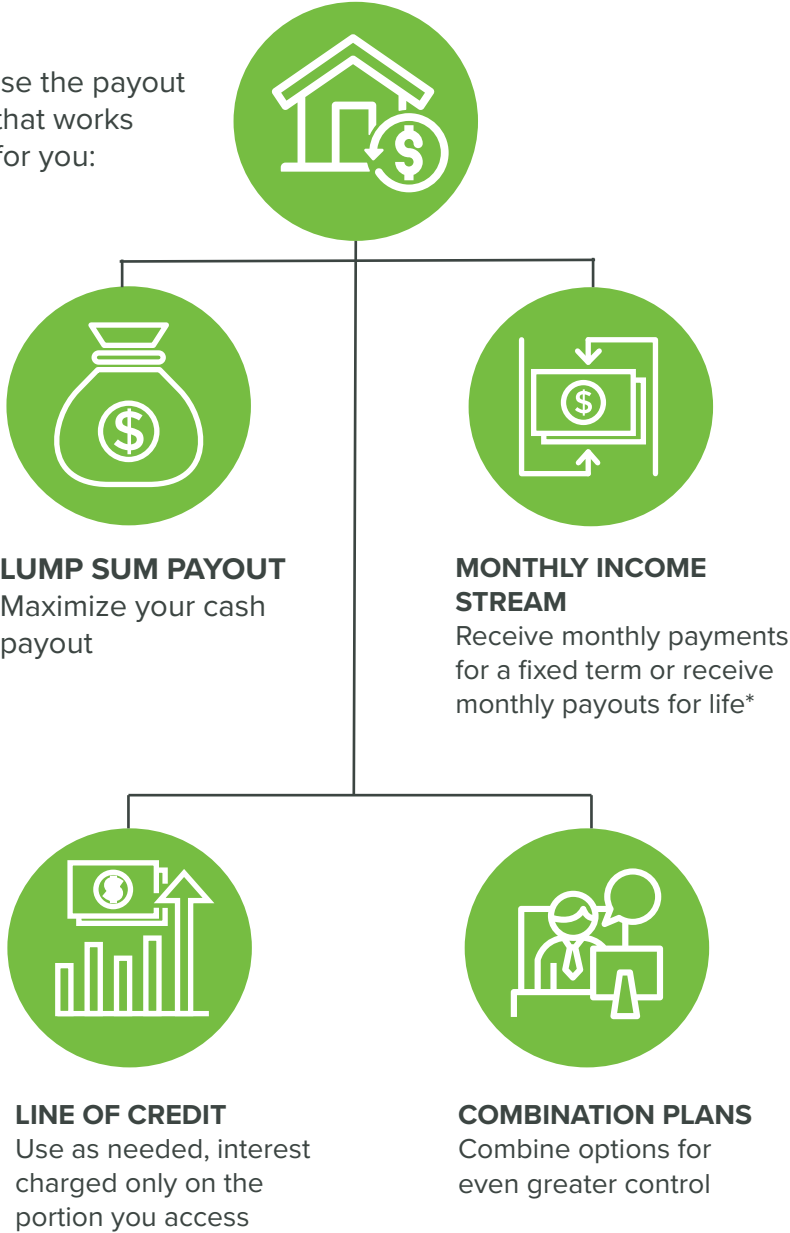 se the payout
that works
for you:
$
$
$
LUMP SUM PAYOUT
Maximize your cash
payout
MONTHLY INCOME
STREAM
Receive monthly payments
for a fixed term or receive
monthly payouts for life*
$
LINE OF CREDIT
Use as needed, interest
charged only on the
portion you access
COMBINATION PLANS
Combine options for
even greater control